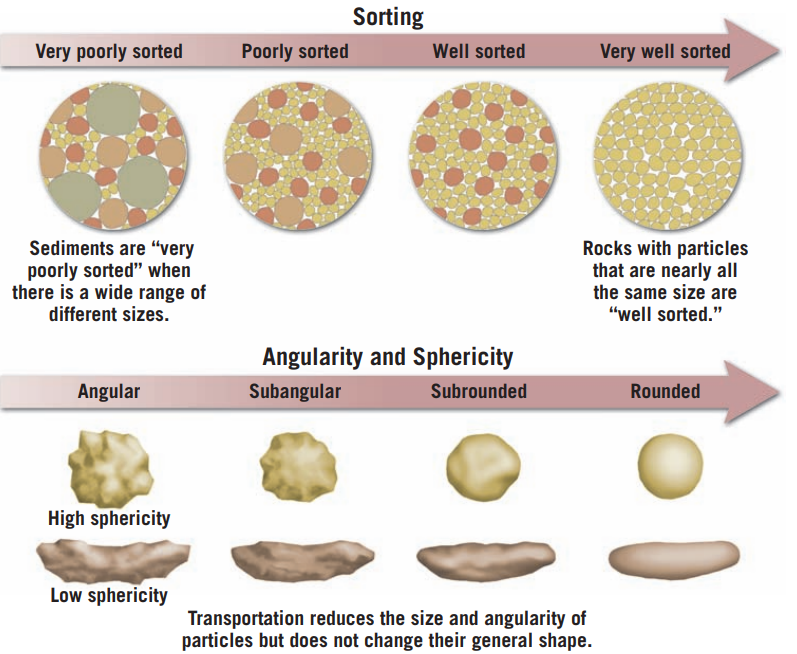 Sorting
Very poorly sorted
Poorly sorted
Well sorted
Very well sorted
Sediments are “very
poorly sorted” when
there is a wide range of
different sizes.
Rocks with particles
that are nearly all
the same size are
“well sorted.”
Angularity and Sphericity
Angular
Subangular
Subrounded
Rounded
High sphericity
Low sphericity
Transportation reduces the size and angularity of
particles but does not change their general shape.